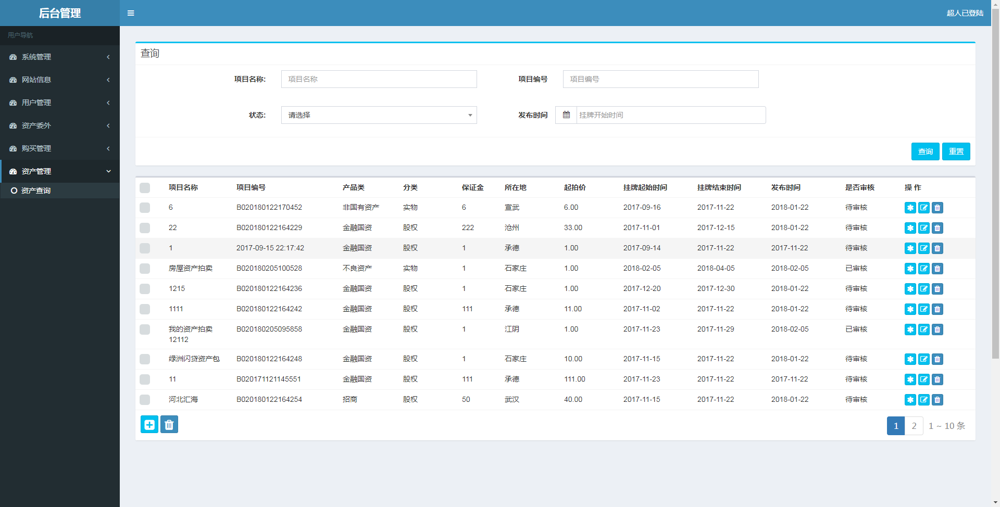 后台管理
超人已登陆
用户导航
系统管理
网站信息
用户管理
资产委外
购买管理
资产管理
资产查询
查询
项目名称: 项目名称 项目编号 项目编号
状态: 请选择 发布时间 挂牌开始时间
查询 重置
项目名称 项目编号 产品类 分类 保证金 所在地 起拍价 挂牌起始时间 挂牌结束时间 发布时间 是否审核 操 作
6 B020180122170452 非国有资产 实物 6 宣武 6.00 2017-09-16 2017-11-22 2018-01-22 待审核
22 B020180122164229 金融国资 股权 222 沧州 33.00 2017-11-01 2017-12-15 2018-01-22 待审核
1 2017-09-15 22:17:42 金融国资 股权 1 承德 1.00 2017-09-14 2017-11-22 2017-11-22 待审核
房屋资产拍卖 B020180205100528 不良资产 实物 1 石家庄 1.00 2018-02-05 2018-04-05 2018-02-05 已审核
1215 B020180122164236 金融国资 股权 1 石家庄 1.00 2017-12-20 2017-12-30 2018-01-22 待审核
1111 B020180122164242 金融国资 股权 111 承德 11.00 2017-11-02 2017-11-22 2018-01-22 待审核
我的资产拍卖 B020180205095858 金融国资 股权 1 江阴 1.00 2017-11-23 2017-11-29 2018-02-05 已审核
12112
绿洲闪贷资产包 B020180122164248 金融国资 股权 1 石家庄 10.00 2017-11-15 2017-11-22 2018-01-22 待审核
11 B020171121145551 金融国资 股权 111 承德 111.00 2017-11-23 2017-11-22 2017-11-22 待审核
河北汇海 B020180122164254 招商 股权 50 武汉 40.00 2017-11-15 2017-11-22 2018-01-22 待审核
1 2 1 ~ 10 条